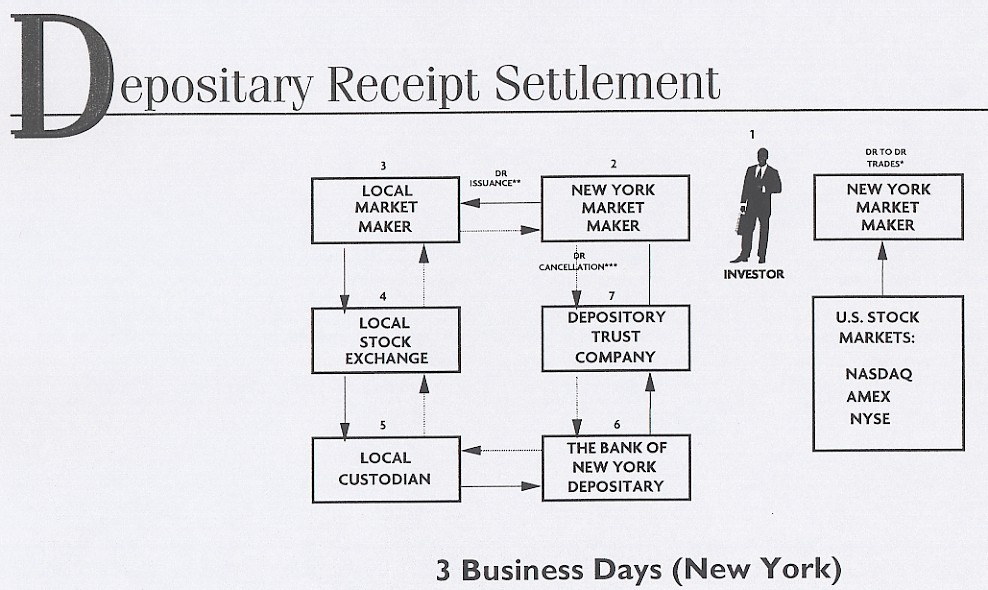 Depositary Receipt Settlement
3
LOCAL
MARKET
MAKER
DR
ISSUANCE**
2
NEW YORK
MARKET
MAKER
1
INVESTOR
DR TO DR
TRADES*
NEW YORK
MARKET
MAKER
DR
CANCELLATION***
4
LOCAL
STOCK
EXCHANGE
7
DEPOSITORY
TRUST
COMPANY
U.S. STOCK
MARKETS:
NASDAQ
AMEX
NYSE
5
LOCAL
CUSTODIAN
6
THE BANK OF
NEW YORK
DEPOSITARY
3 Business Days (New York)